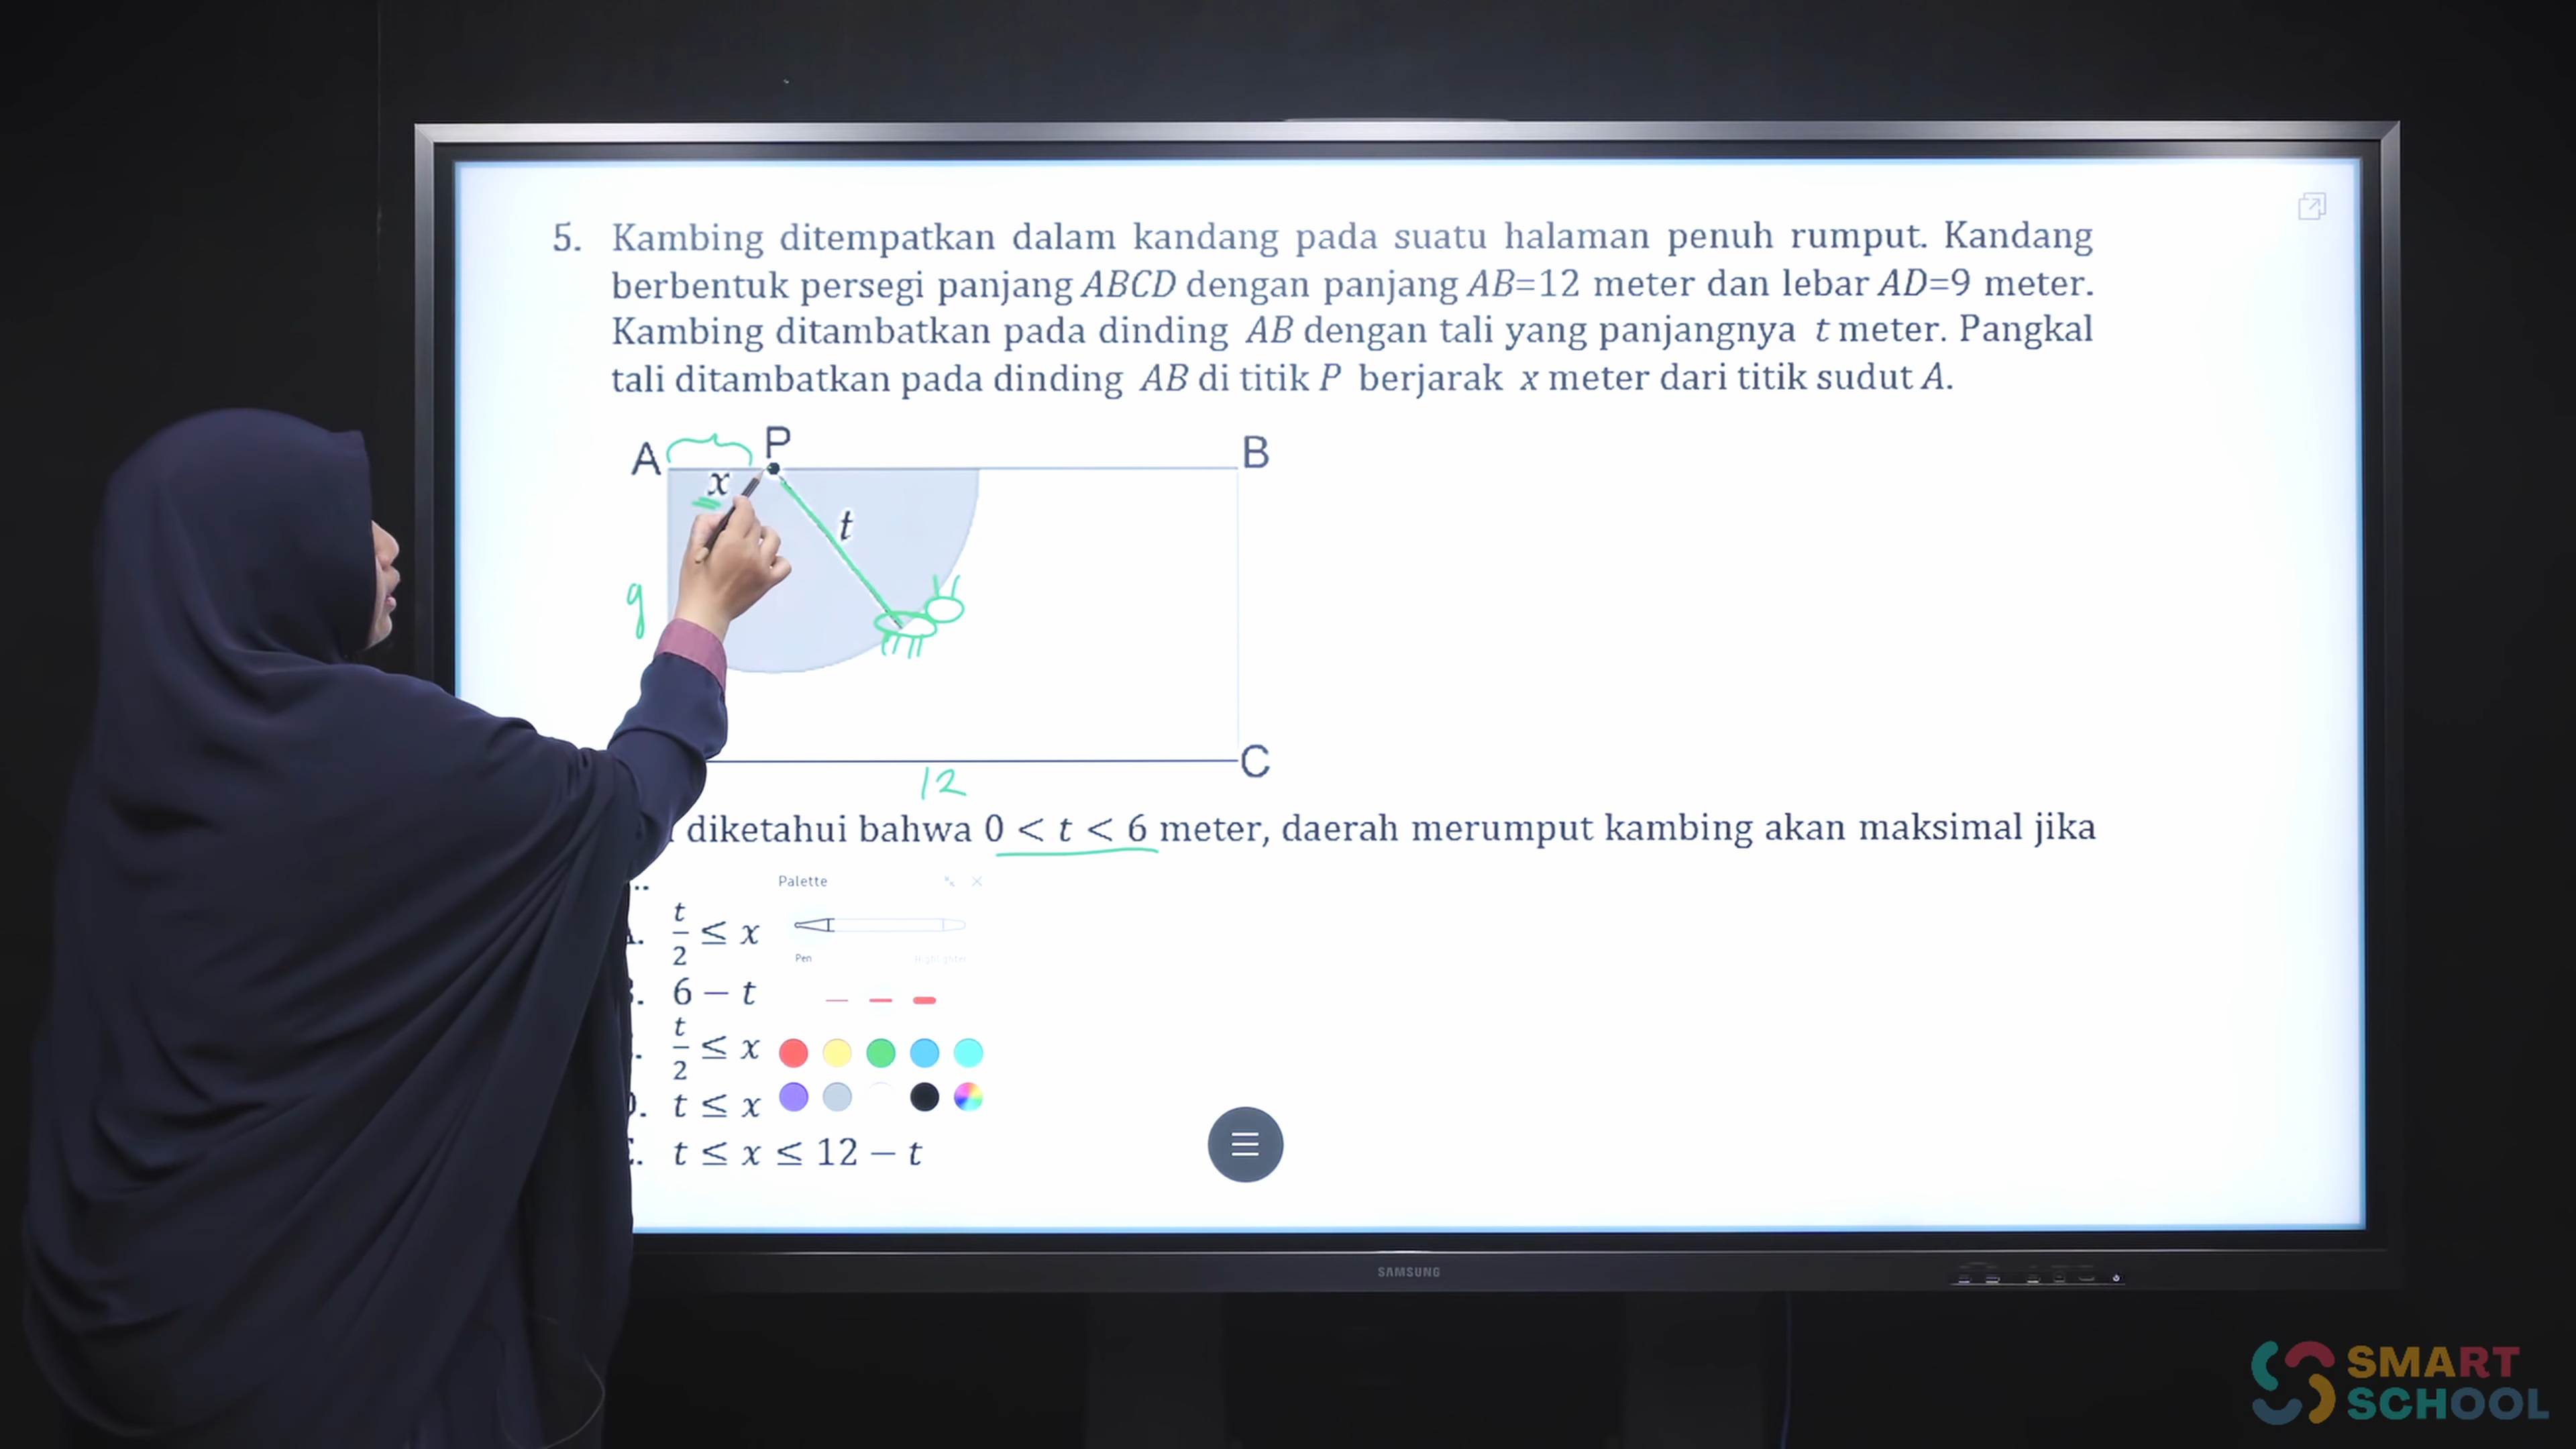 5. Kambing ditempatkan dalam kandang pada suatu halaman penuh rumput. Kandang
berbentuk persegi panjang ABCD dengan panjang AB=12 meter dan lebar AD=9 meter.
Kambing ditambatkan pada dinding AB dengan tali yang panjangnya t meter. Pangkal
tali ditambatkan pada dinding AB di titik P berjarak x meter dari titik sudut A.
A P B
x
t
9
C
12
diketahui bahwa 0 < t < 6 meter, daerah merumput kambing akan maksimal jika
..
Palette
t/2 ≤ x
Pen Highlighter
6 − t
t/2 ≤ x
t ≤ x
t ≤ x ≤ 12 − t
SAMSUNG
SMART
SCHOOL